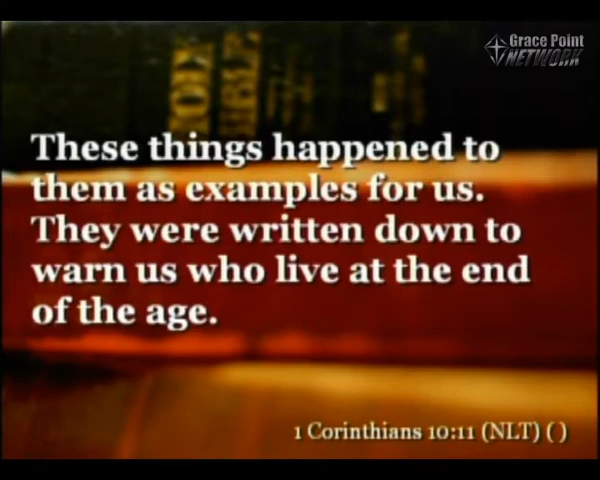 Grace Point
NETWORK
These things happened to
them as examples for us.
They were written down to
warn us who live at the end
of the age.
1 Corinthians 10:11 (NLT) ( )